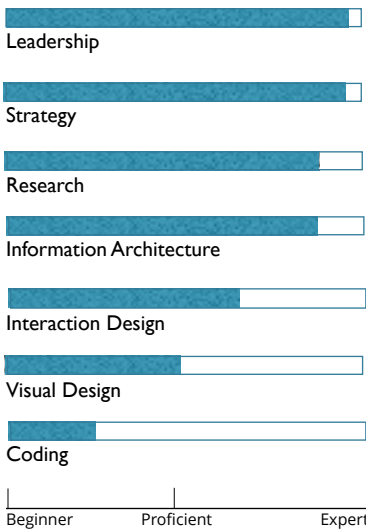 Leadership
Strategy
Research
Information Architecture
Interaction Design
Visual Design
Coding
Beginner Proficient Expert